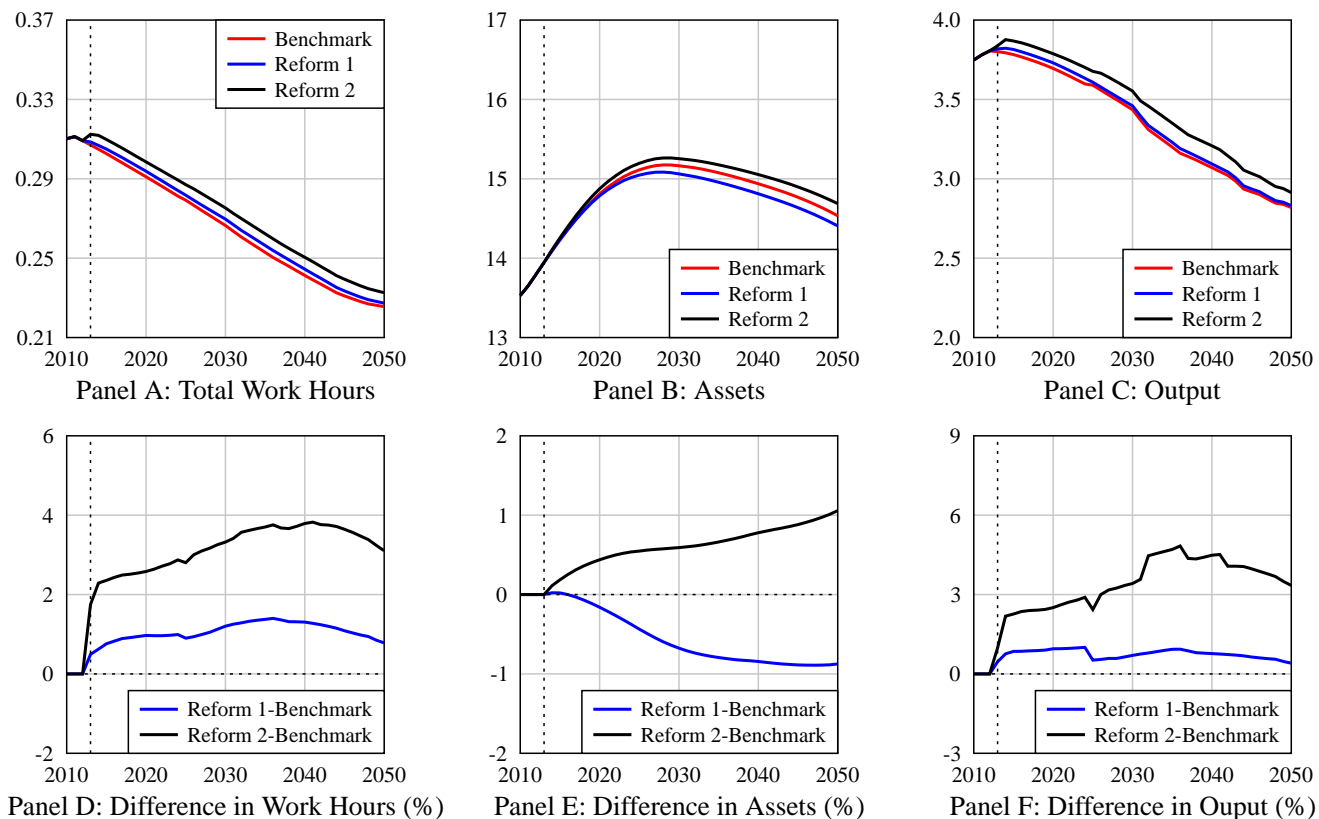 0.37
0.33
0.29
0.25
0.21
2010 2020 2030 2040 2050
Benchmark
Reform 1
Reform 2
Panel A: Total Work Hours
17
16
15
14
13
2010 2020 2030 2040 2050
Benchmark
Reform 1
Reform 2
Panel B: Assets
4.0
3.5
3.0
2.5
2.0
2010 2020 2030 2040 2050
Benchmark
Reform 1
Reform 2
Panel C: Output
6
4
2
0
-2
2010 2020 2030 2040 2050
Reform 1-Benchmark
Reform 2-Benchmark
Panel D: Difference in Work Hours (%)
2
1
0
-1
-2
2010 2020 2030 2040 2050
Reform 1-Benchmark
Reform 2-Benchmark
Panel E: Difference in Assets (%)
9
6
3
0
-3
2010 2020 2030 2040 2050
Reform 1-Benchmark
Reform 2-Benchmark
Panel F: Difference in Ouput (%)